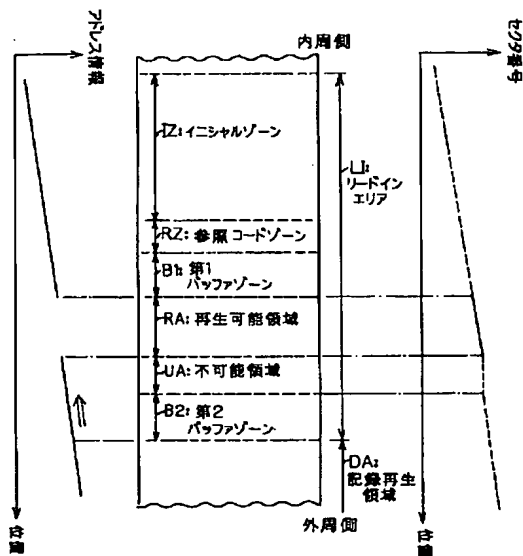 内周側
アドレス情報
セクタ番号
IZ:イニシャルゾーン
LI:
リードイン
エリア
RZ:参照コードゾーン
B1:第1
バッファゾーン
RA:再生可能領域
UA:不可能領域
B2:第2
バッファゾーン
DA:
記録再生
領域
外周側
位置
位置